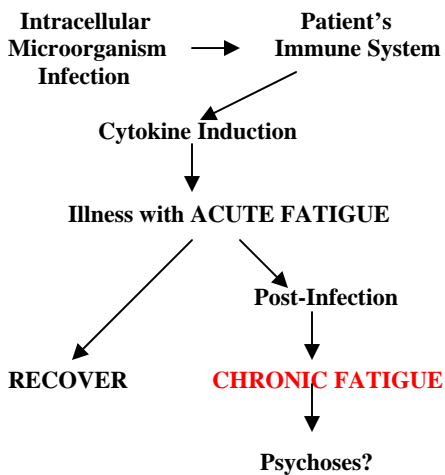 Intracellular
Microorganism
Infection
Patient's
Immune System
Cytokine Induction
Illness with ACUTE FATIGUE
Post-Infection
RECOVER
CHRONIC FATIGUE
Psychoses?